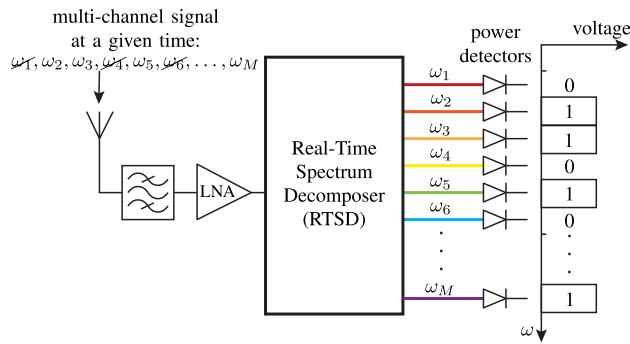 multi-channel signal
at a given time:
ω1, ω2, ω3, ω4, ω5, ω6, ..., ωM
LNA
Real-Time
Spectrum
Decomposer
(RTSD)
power
detectors
voltage
ω1
ω2
ω3
ω4
ω5
ω6
ωM
0
1
1
0
1
0
1
ω